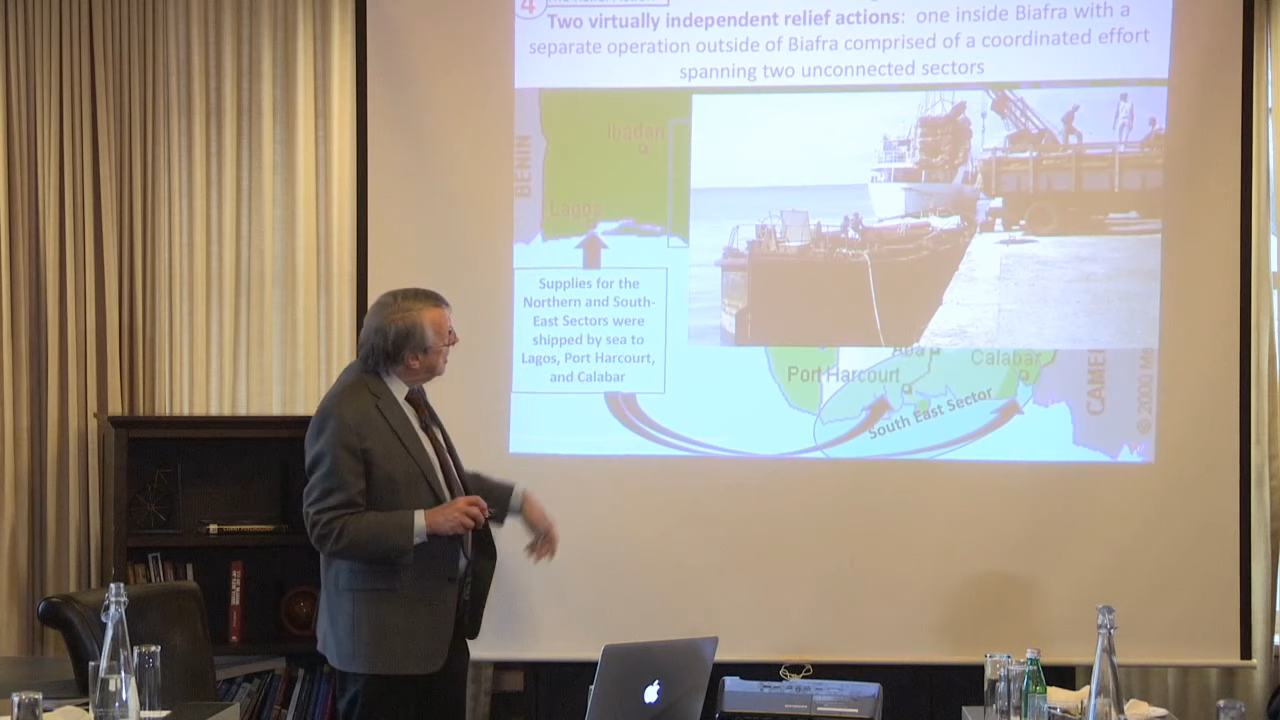 4
Two virtually independent relief actions: one inside Biafra with a
separate operation outside of Biafra comprised of a coordinated effort
spanning two unconnected sectors
Ibadan
BENIN
Lagos
Supplies for the
Northern and South-
East Sectors were
shipped by sea to
Lagos, Port Harcourt,
and Calabar
Aba
Calabar
Port Harcourt
South East Sector
© 2000